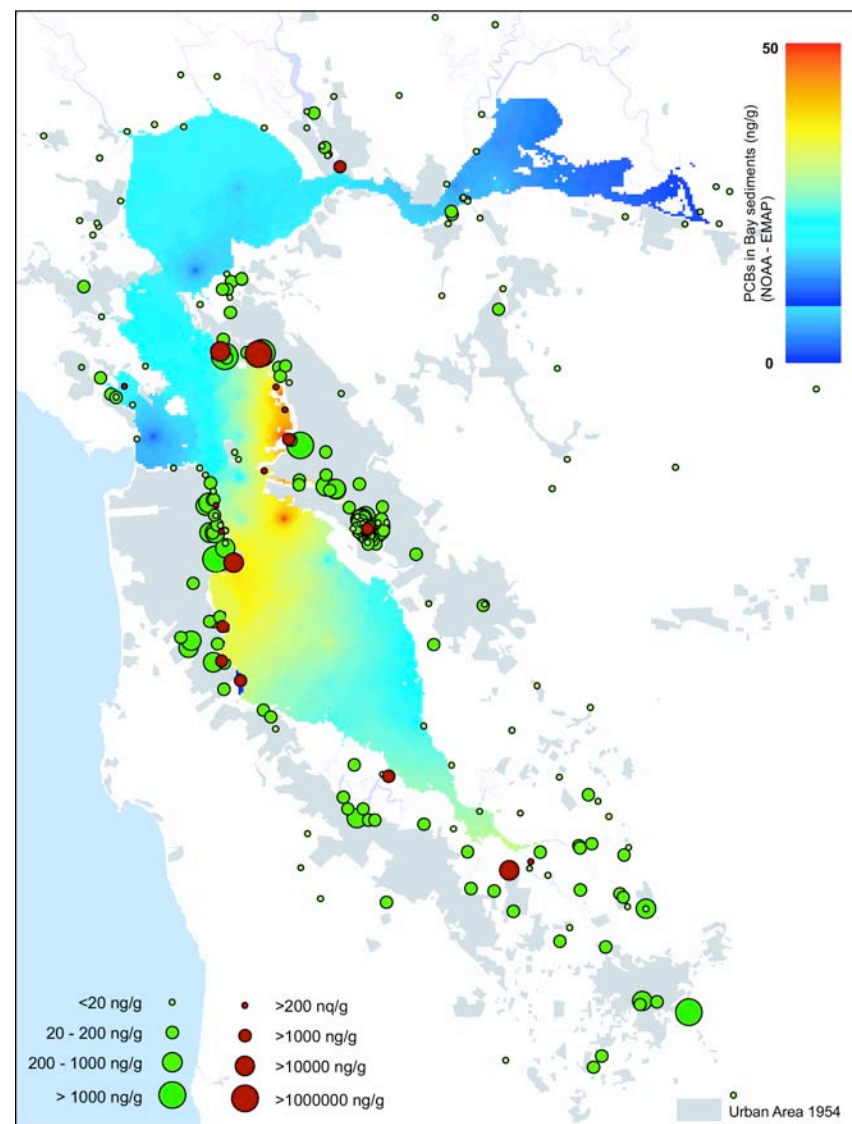 50
PCBs in Bay sediments (ng/g)
(NOAA - EMAP)
0
<20 ng/g
20 - 200 ng/g
200 - 1000 ng/g
> 1000 ng/g
>200 nq/g
>1000 ng/g
>10000 ng/g
>1000000 ng/g
Urban Area 1954